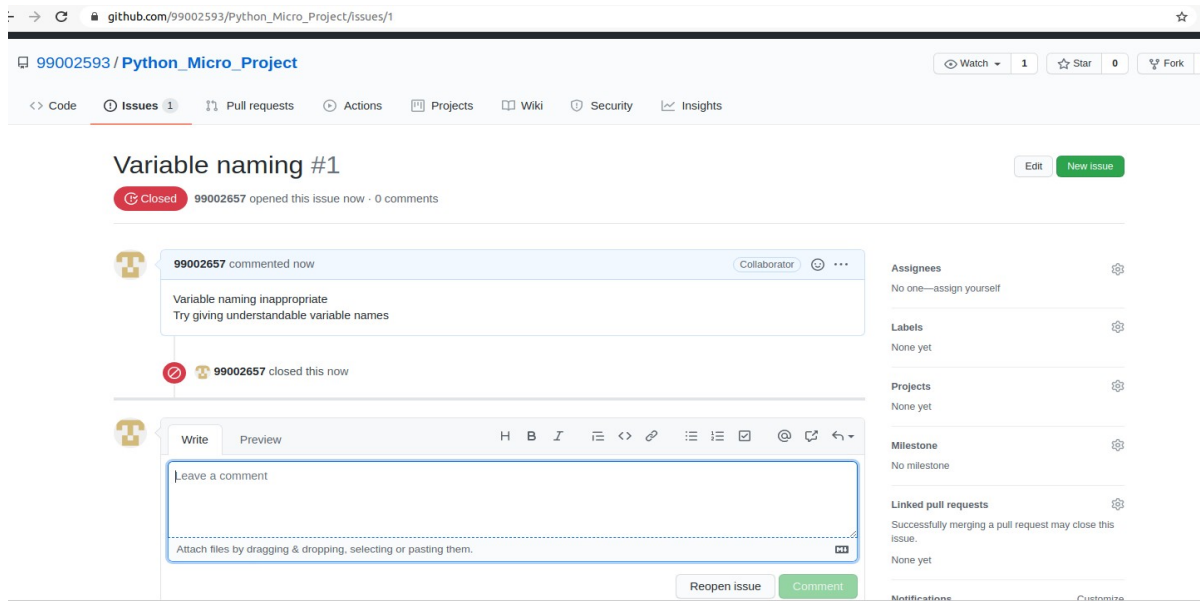 github.com/99002593/Python_Micro_Project/issues/1
99002593/Python_Micro_Project
Watch 1 Star 0 Fork
<> Code Issues 1 Pull requests Actions Projects Wiki Security Insights
Variable naming #1
Edit New issue
Closed 99002657 opened this issue now · 0 comments
99002657 commented now Collaborator
Variable naming inappropriate
Try giving understandable variable names
99002657 closed this now
Write Preview H B I
Leave a comment
Attach files by dragging & dropping, selecting or pasting them.
Reopen issue Comment
Assignees
No one—assign yourself
Labels
None yet
Projects
None yet
Milestone
No milestone
Linked pull requests
Successfully merging a pull request may close this
issue.
None yet
Notifications Customize